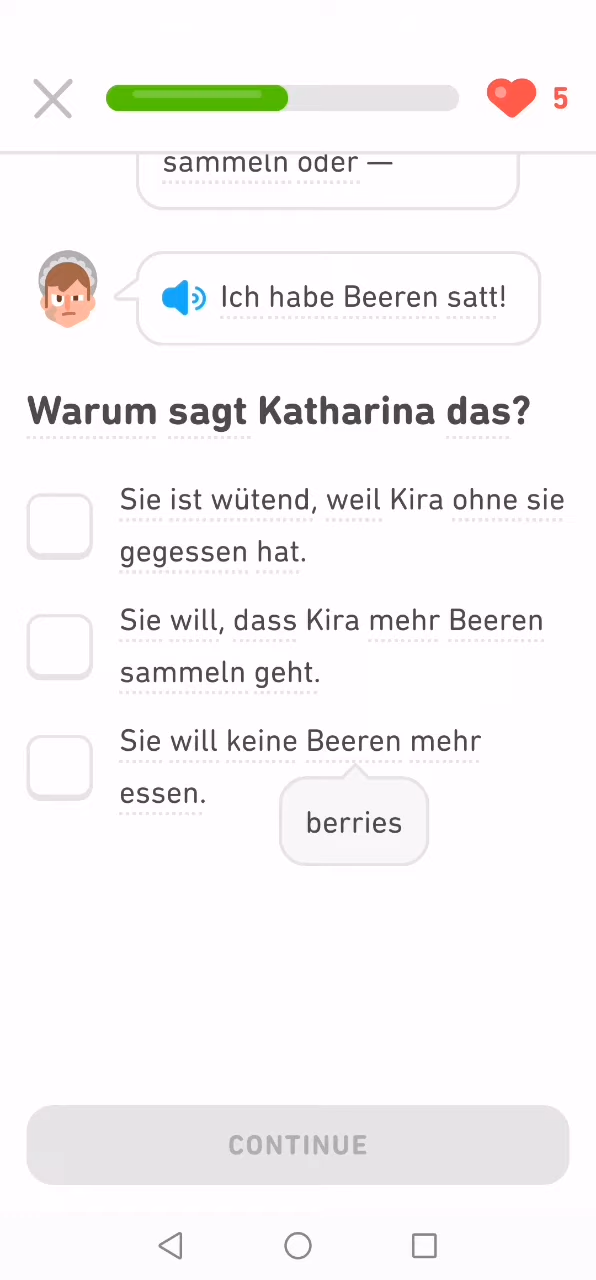 5
sammeln oder —
Ich habe Beeren satt!
Warum sagt Katharina das?
Sie ist wütend, weil Kira ohne sie
gegessen hat.
Sie will, dass Kira mehr Beeren
sammeln geht.
Sie will keine Beeren mehr
essen.
berries
CONTINUE